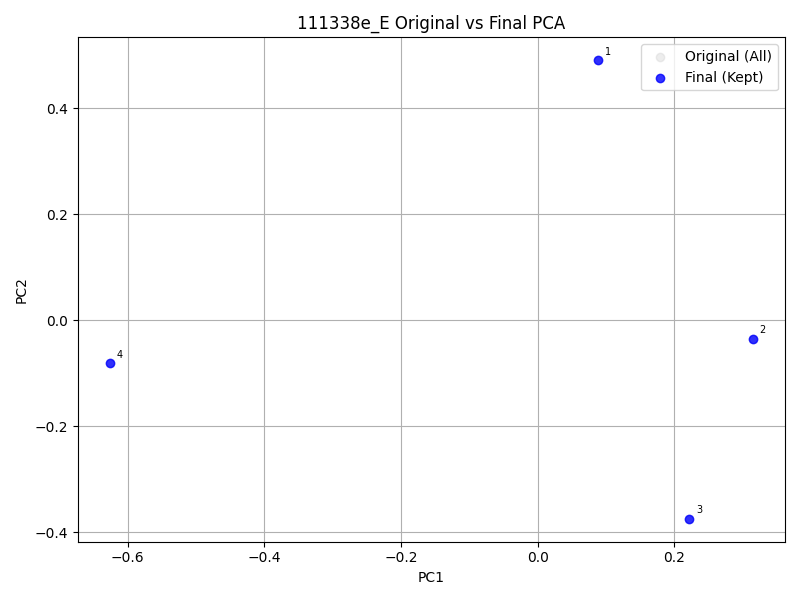 111338e_E Original vs Final PCA
Original (All)
Final (Kept)
1
2
3
4
PC2
0.4
0.2
0.0
−0.2
−0.4
−0.6
−0.4
−0.2
0.0
0.2
PC1